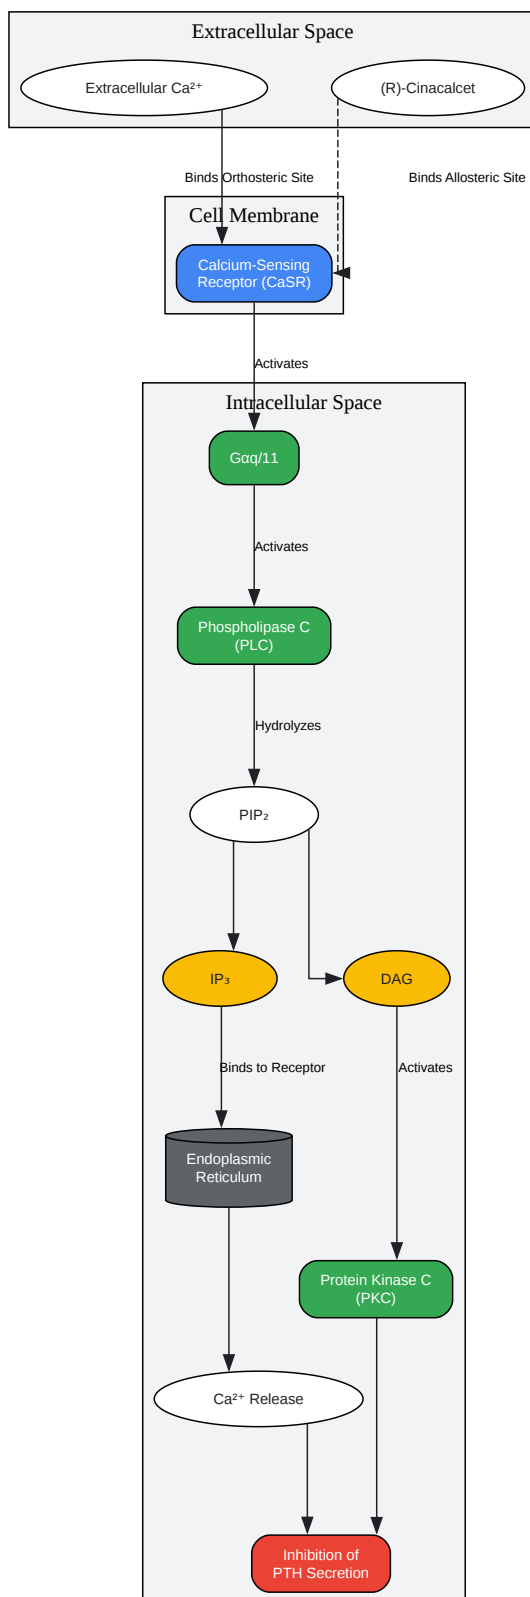 Extracellular Space
Extracellular Ca²⁺
(R)-Cinacalcet
Binds Orthosteric Site
Binds Allosteric Site
Cell Membrane
Calcium-Sensing
Receptor (CaSR)
Activates
Intracellular Space
Gαq/11
Activates
Phospholipase C
(PLC)
Hydrolyzes
PIP₂
IP₃
DAG
Binds to Receptor
Activates
Endoplasmic
Reticulum
Protein Kinase C
(PKC)
Ca²⁺ Release
Inhibition of
PTH Secretion